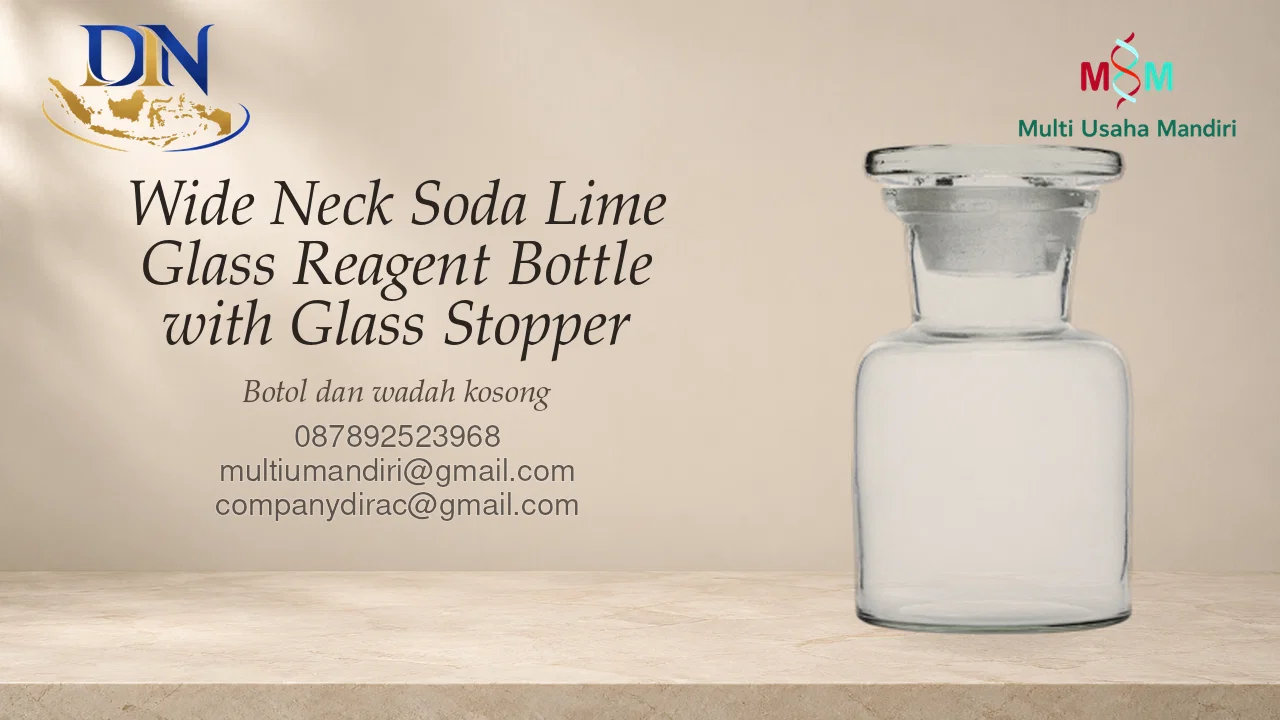 DIN
M M
Multi Usaha Mandiri
Wide Neck Soda Lime
Glass Reagent Bottle
with Glass Stopper
Botol dan wadah kosong
087892523968
multiumandiri@gmail.com
companydirac@gmail.com